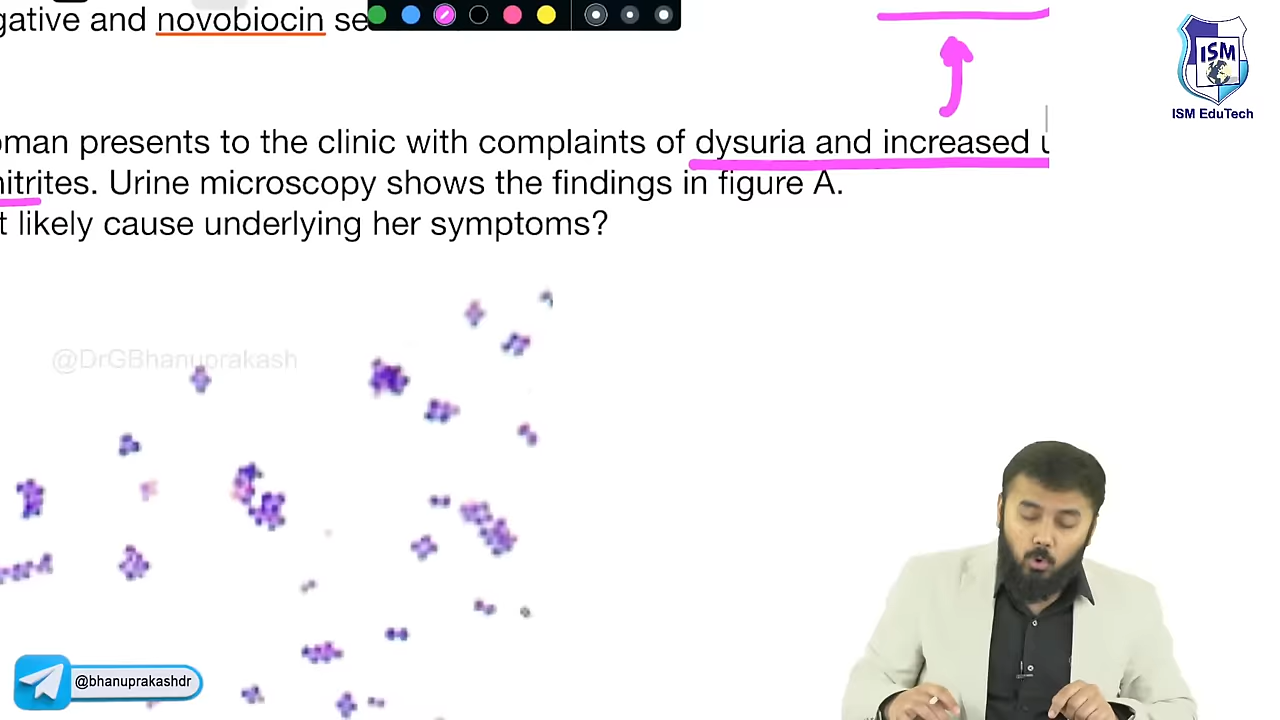 gative and novobiocin se
ISM
ISM EduTech
oman presents to the clinic with complaints of dysuria and increased u
nitrites. Urine microscopy shows the findings in figure A.
t likely cause underlying her symptoms?
@DrGBhanuprakash
@bhanuprakashdr